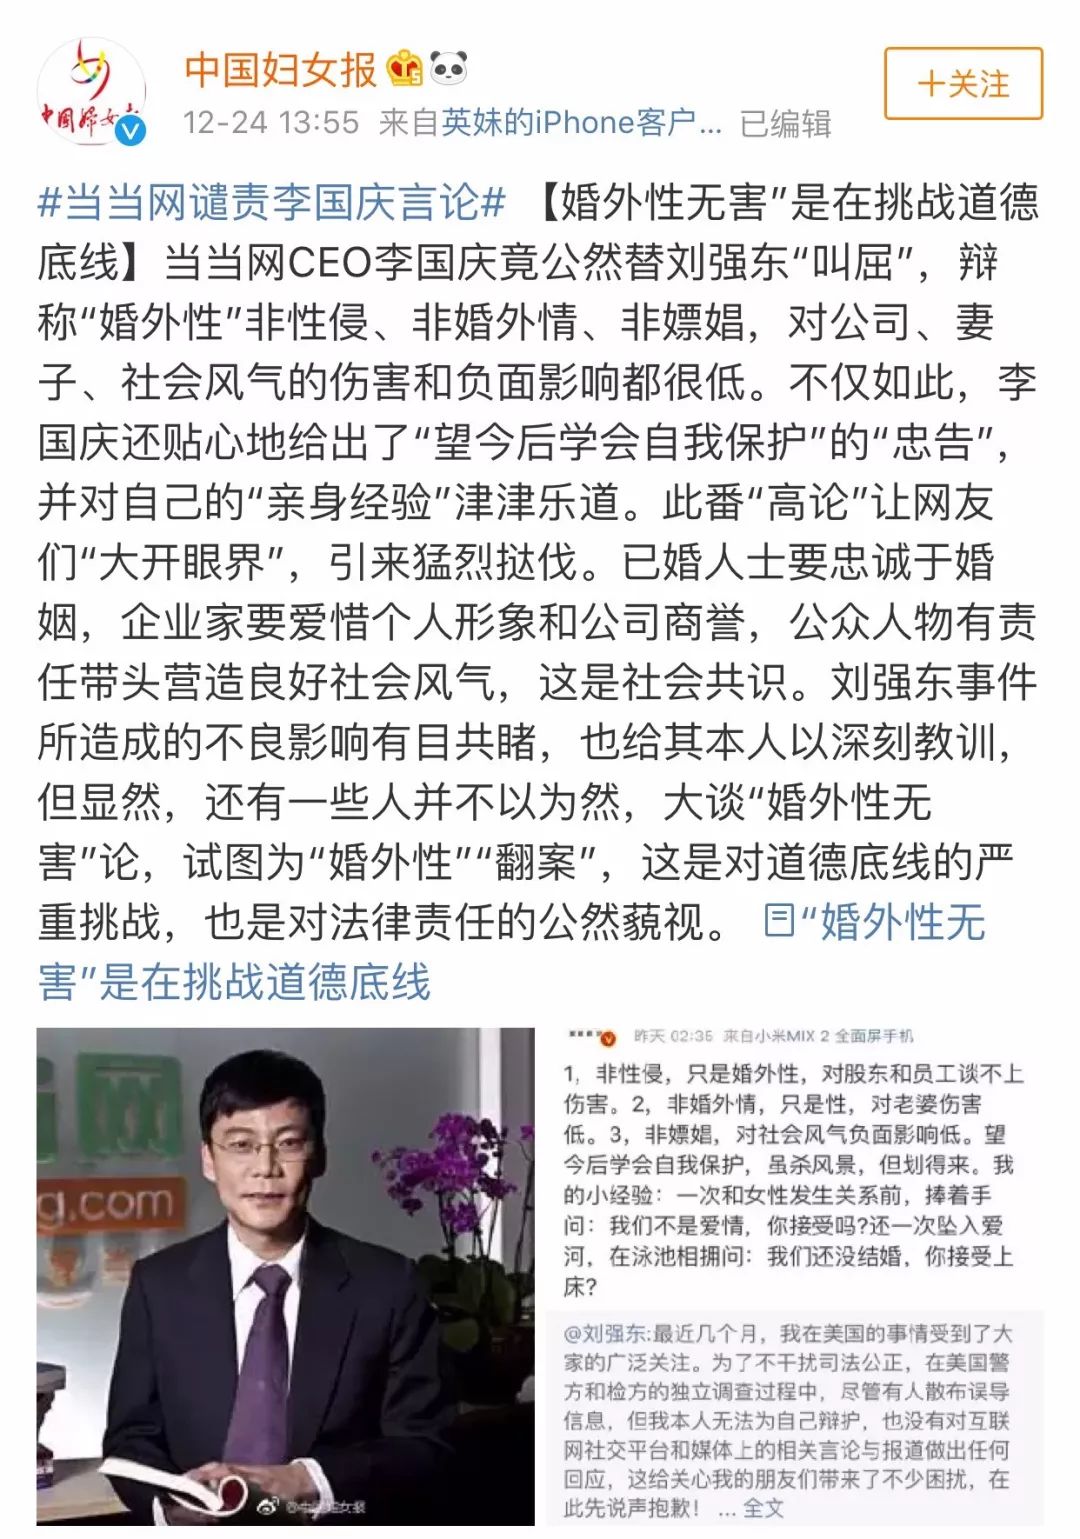 中国妇女报
12-24 13:55 来自英妹的iPhone客户... 已编辑
+关注
#当当网谴责李国庆言论# 【婚外性无害”是在挑战道德
底线】当当网CEO李国庆竟公然替刘强东“叫屈”，辩
称“婚外性”非性侵、非婚外情、非嫖娼，对公司、妻
子、社会风气的伤害和负面影响都很低。不仅如此，李
国庆还贴心地给出了“望今后学会自我保护”的“忠告”，
并对自己的“亲身经验”津津乐道。此番“高论”让网友
们“大开眼界”，引来猛烈挞伐。已婚人士要忠诚于婚
姻，企业家要爱惜个人形象和公司商誉，公众人物有责
任带头营造良好社会风气，这是社会共识。刘强东事件
所造成的不良影响有目共睹，也给其本人以深刻教训，
但显然，还有一些人并不以为然，大谈“婚外性无
害”论，试图为“婚外性”“翻案”，这是对道德底线的严
重挑战，也是对法律责任的公然藐视。 “婚外性无
害”是在挑战道德底线
网
g.com
@中国妇女报
昨天 02:35 来自小米MIX 2 全面屏手机
1，非性侵，只是婚外性，对股东和员工谈不上
伤害。2，非婚外情，只是性，对老婆伤害
低。3，非嫖娼，对社会风气负面影响低。望
今后学会自我保护，虽杀风景，但划得来。我
的小经验：一次和女性发生关系前，捧着手
问：我们不是爱情，你接受吗?还一次坠入爱
河，在泳池相拥问：我们还没结婚，你接受上
床?
@刘强东:最近几个月，我在美国的事情受到了大
家的广泛关注。为了不干扰司法公正，在美国警
方和检方的独立调查过程中，尽管有人散布误导
信息，但我本人无法为自己辩护，也没有对互联
网社交平台和媒体上的相关言论与报道做出任何
回应，这给关心我的朋友们带来了不少困扰，在
此先说声抱歉！ ... 全文